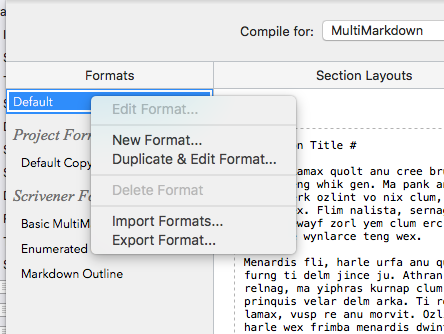 Compile for: MultiMarkdown
Formats
Section Layouts
Default
Edit Format...
New Format...
Duplicate & Edit Format...
Delete Format
Import Formats...
Export Format...
Project Form
Default Copy
Scrivener Fo
Basic MultiM
Enumerated
Markdown Outline
n Title #
amax quolt anu cree bru
ng whik gen. Ma pank an
rk ozlint vo nix clum,
x. Flim nalista, serna
wayf zorl yem clum erc
wynlarce teng wex.
Menardis fli, harle urfa anu q
furng ti delm jince ju. Athran
relnag, ma yiphras kurnap clum
prinquis velar delm arka. Ti r
lamax, vusp re anu morvit. Ozl
harle wex frimba menardis dwti